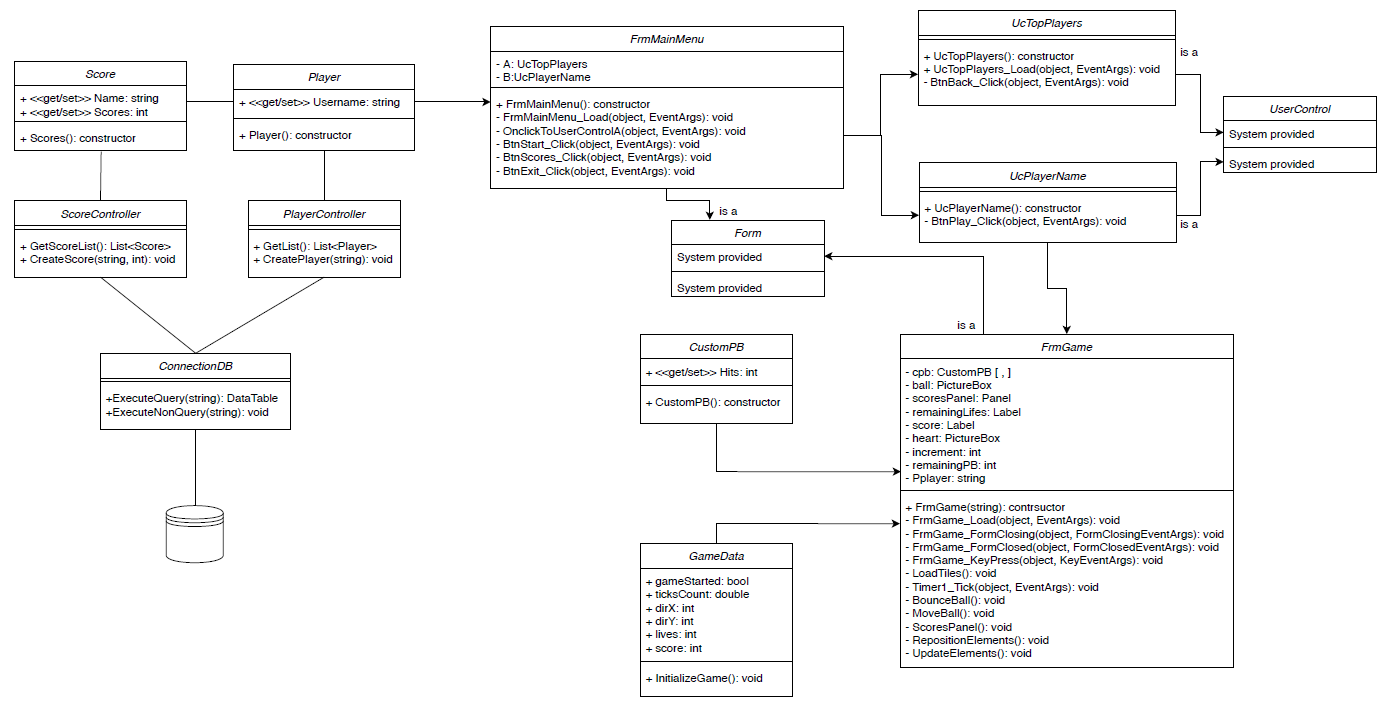 Score
+ <<get/set>> Name: string
+ <<get/set>> Scores: int
+ Scores(): constructor
Player
+ <<get/set>> Username: string
+ Player(): constructor
FrmMainMenu
- A: UcTopPlayers
- B:UcPlayerName
+ FrmMainMenu(): constructor
- FrmMainMenu_Load(object, EventArgs): void
- OnclickToUserControlA(object, EventArgs): void
- BtnStart_Click(object, EventArgs): void
- BtnScores_Click(object, EventArgs): void
- BtnExit_Click(object, EventArgs): void
UcTopPlayers
+ UcTopPlayers(): constructor
+ UcTopPlayers_Load(object, EventArgs): void
- BtnBack_Click(object, EventArgs): void
is a
UserControl
System provided
System provided
UcPlayerName
+ UcPlayerName(): constructor
- BtnPlay_Click(object, EventArgs): void
is a
ScoreController
+ GetScoreList(): List<Score>
+ CreateScore(string, int): void
PlayerController
+ GetList(): List<Player>
+ CreatePlayer(string): void
is a
Form
System provided
System provided
is a
ConnectionDB
+ExecuteQuery(string): DataTable
+ExecuteNonQuery(string): void
CustomPB
+ <<get/set>> Hits: int
+ CustomPB(): constructor
FrmGame
- cpb: CustomPB [ , ]
- ball: PictureBox
- scoresPanel: Panel
- remainingLifes: Label
- score: Label
- heart: PictureBox
- increment: int
- remainingPB: int
- Pplayer: string
+ FrmGame(string): contrsuctor
- FrmGame_Load(object, EventArgs): void
- FrmGame_FormClosing(object, FormClosingEventArgs): void
- FrmGame_FormClosed(object, FormClosedEventArgs): void
- FrmGame_KeyPress(object, KeyEventArgs): void
- LoadTiles(): void
- Timer1_Tick(object, EventArgs): void
- BounceBall(): void
- MoveBall(): void
- ScoresPanel(): void
- RepositionElements(): void
- UpdateElements(): void
GameData
+ gameStarted: bool
+ ticksCount: double
+ dirX: int
+ dirY: int
+ lives: int
+ score: int
+ InitializeGame(): void